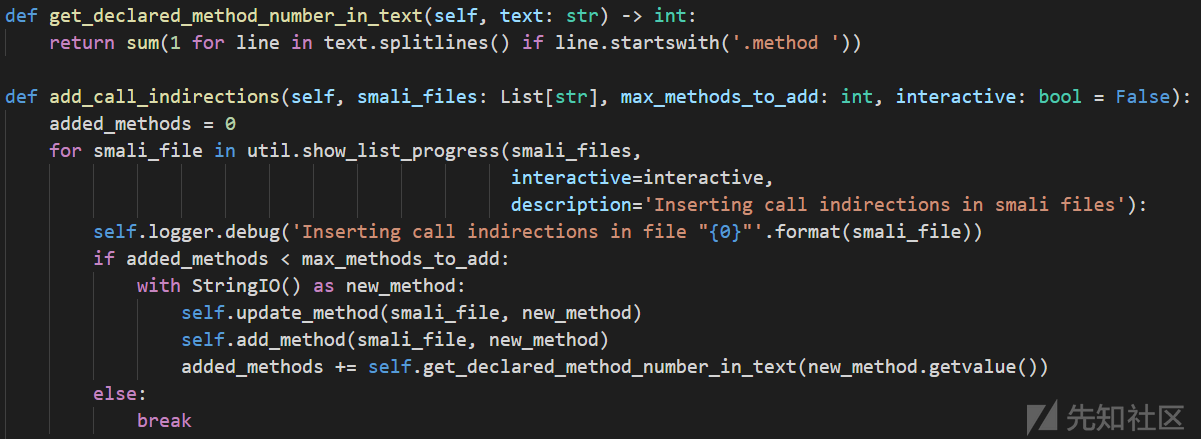 def get_declared_method_number_in_text(self, text: str) -> int:
    return sum(1 for line in text.splitlines() if line.startswith('.method '))

def add_call_indirections(self, smali_files: List[str], max_methods_to_add: int, interactive: bool = False):
    added_methods = 0
    for smali_file in util.show_list_progress(smali_files,
                                              interactive=interactive,
                                              description='Inserting call indirections in smali files'):
        self.logger.debug('Inserting call indirections in file "{0}"'.format(smali_file))
        if added_methods < max_methods_to_add:
            with StringIO() as new_method:
                self.update_method(smali_file, new_method)
                self.add_method(smali_file, new_method)
                added_methods += self.get_declared_method_number_in_text(new_method.getvalue())
        else:
            break
先知社区